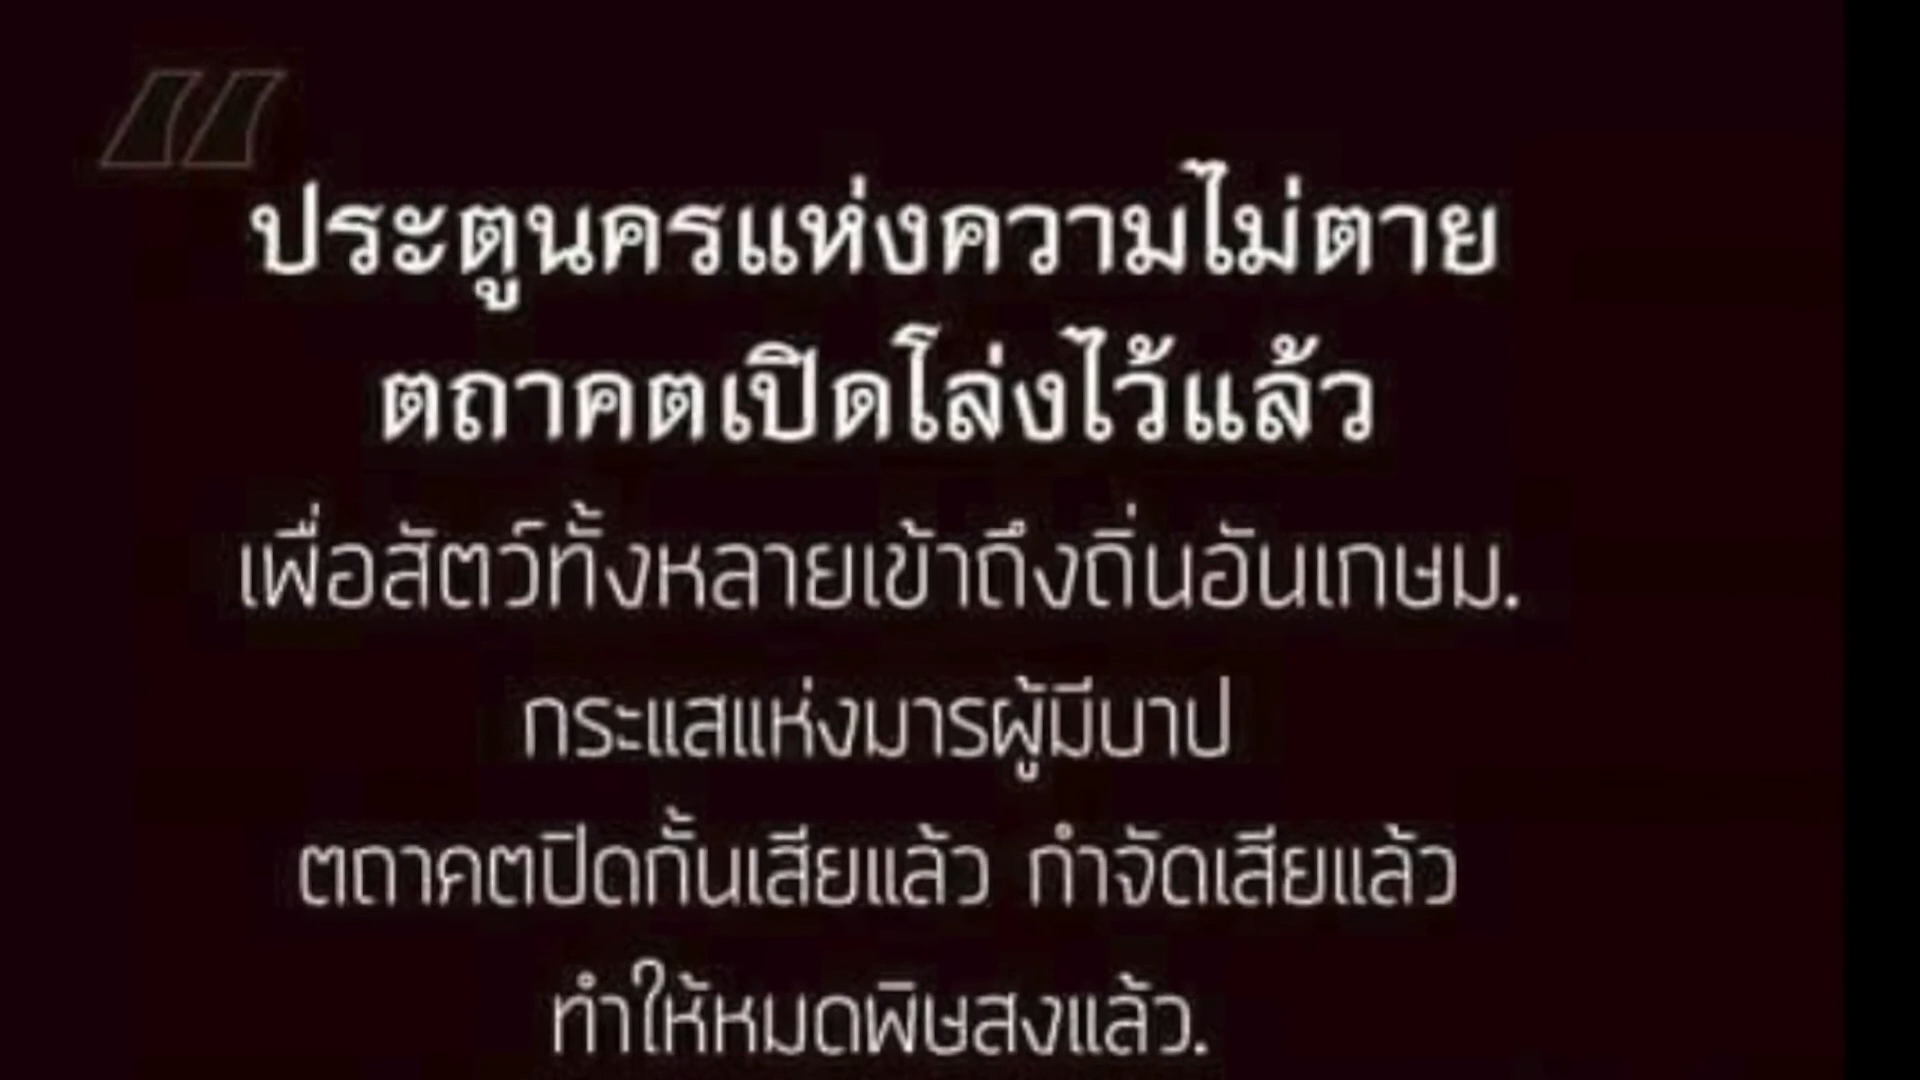 “
ประตูนครแห่งความไม่ตาย
ตถาคตเปิดโล่งไว้แล้ว
เพื่อสัตว์ทั้งหลายเข้าถึงถิ่นอันเกษม.
กระแสแห่งมารผู้มีบาป
ตถาคตปิดกั้นเสียแล้ว กำจัดเสียแล้ว
ทำให้หมดพิษสงแล้ว.